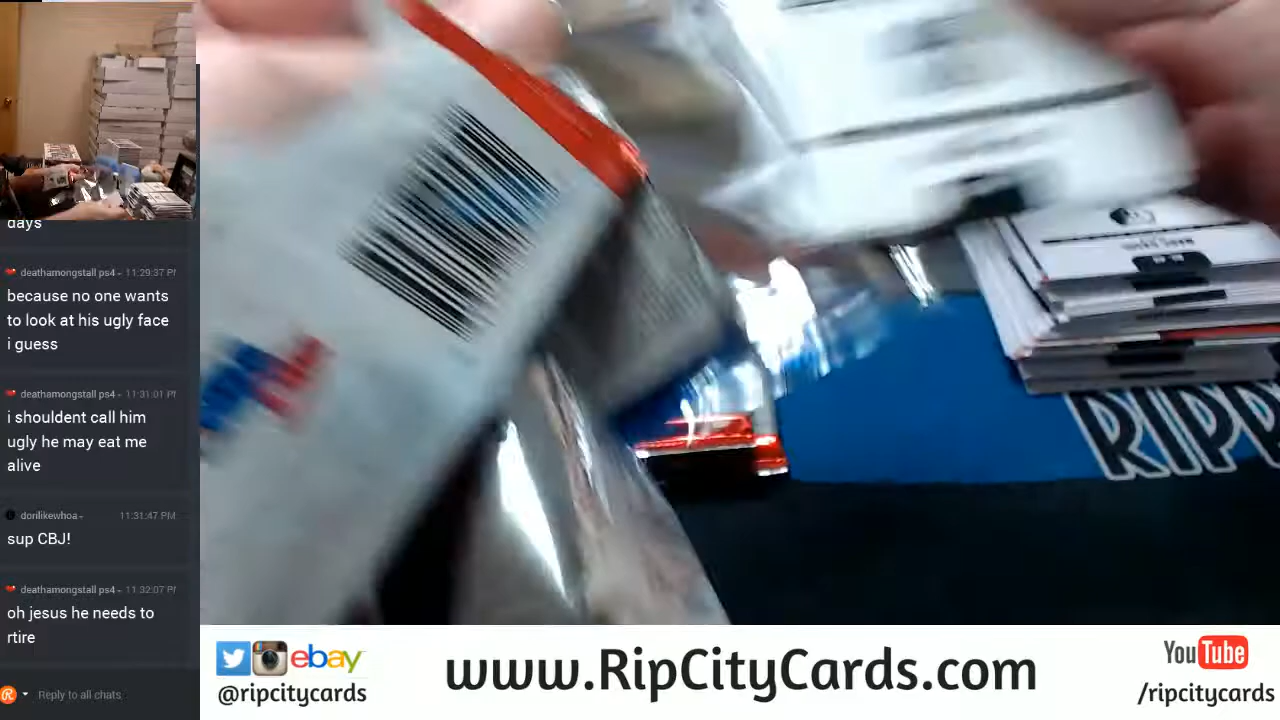 days
deathamongstall ps4 - 11:29:37 PM
because no one wants
to look at his ugly face
i guess
deathamongstall ps4 - 11:31:01 PM
i shouldent call him
ugly he may eat me
alive
dorilikewhoa - 11:31:47 PM
sup CBJ!
deathamongstall ps4 - 11:32:07 PM
oh jesus he needs to
rtire
Reply to all chats.
RIPP
ebay
@ripcitycards
www.RipCityCards.com
YouTube
/ripcitycards